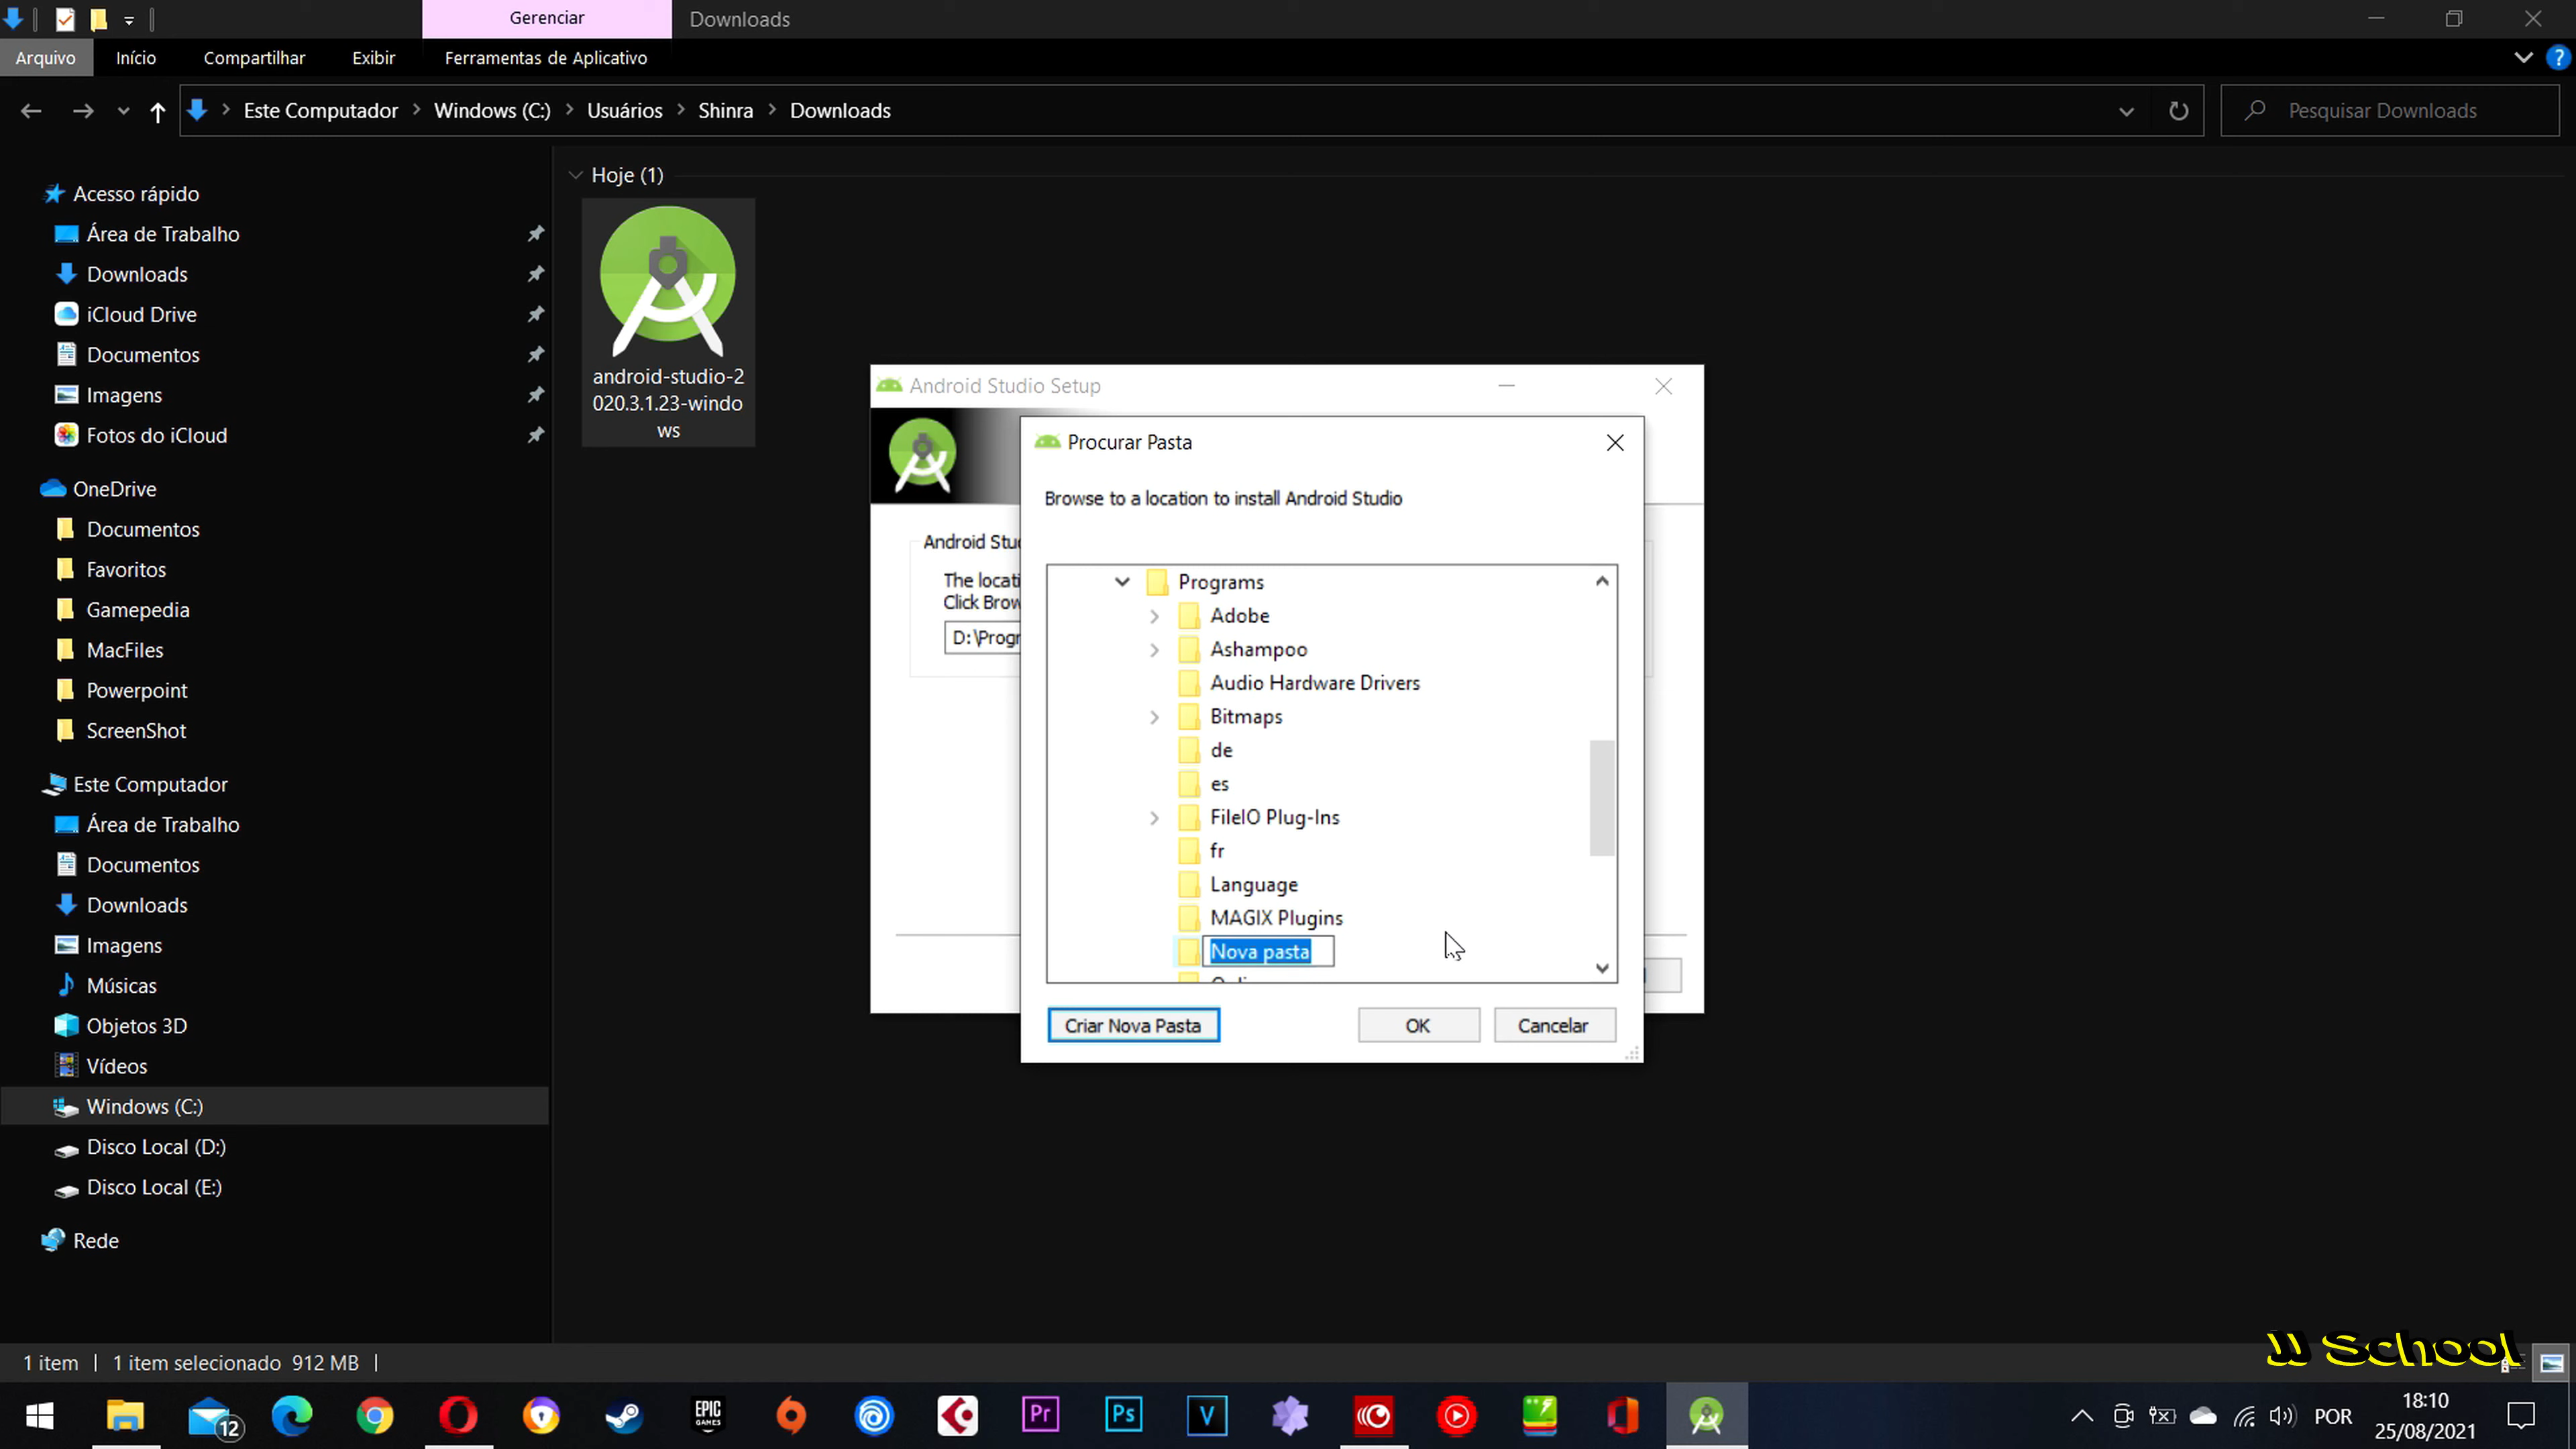 Gerenciar
Downloads
Arquivo
Início
Compartilhar
Exibir
Ferramentas de Aplicativo
Este Computador
Windows (C:)
Usuários
Shinra
Downloads
Pesquisar Downloads
Acesso rápido
Área de Trabalho
Downloads
iCloud Drive
Documentos
Imagens
Fotos do iCloud
OneDrive
Documentos
Favoritos
Gamepedia
MacFiles
Powerpoint
ScreenShot
Este Computador
Área de Trabalho
Documentos
Downloads
Imagens
Músicas
Objetos 3D
Vídeos
Windows (C:)
Disco Local (D:)
Disco Local (E:)
Rede
Hoje (1)
android-studio-2
020.3.1.23-windo
ws
Android Studio Setup
Android Stu
The locati
Click Brow
D:\Progr
Procurar Pasta
Browse to a location to install Android Studio
Programs
Adobe
Ashampoo
Audio Hardware Drivers
Bitmaps
de
es
FileIO Plug-Ins
fr
Language
MAGIX Plugins
Nova pasta
Criar Nova Pasta
OK
Cancelar
1 item
1 item selecionado 912 MB
JJ School
12
EPIC
GAMES
Pr
Ps
V
POR
18:10
25/08/2021